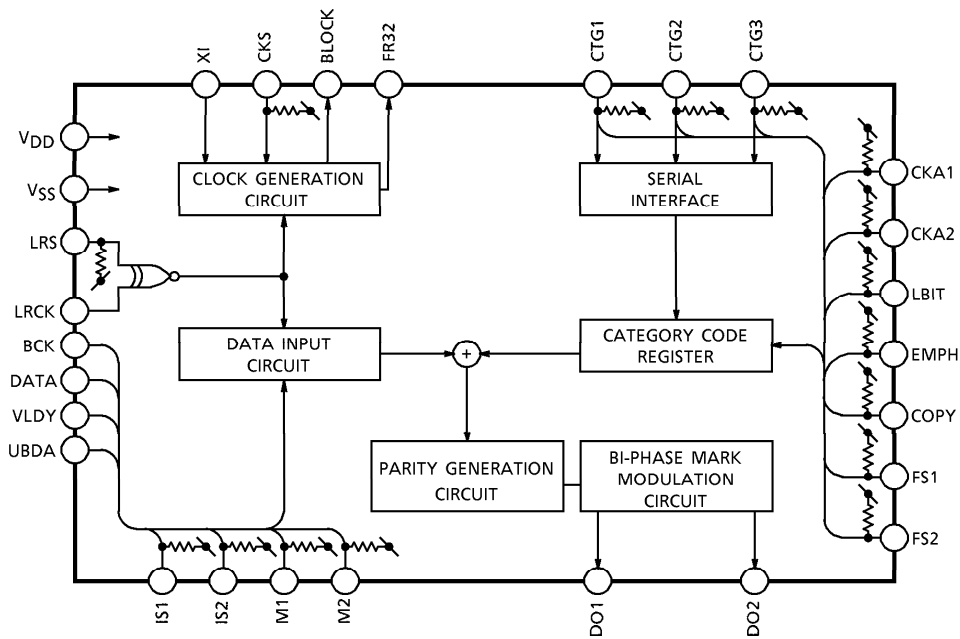 XI
CKS
BLOCK
FR32
CTG1
CTG2
CTG3
VDD
VSS
LRS
LRCK
BCK
DATA
VLDY
UBDA
CLOCK GENERATION
CIRCUIT
SERIAL
INTERFACE
DATA INPUT
CIRCUIT
+
CATEGORY CODE
REGISTER
PARITY GENERATION
CIRCUIT
BI-PHASE MARK
MODULATION
CIRCUIT
CKA1
CKA2
LBIT
EMPH
COPY
FS1
FS2
IS1
IS2
M1
M2
DO1
DO2